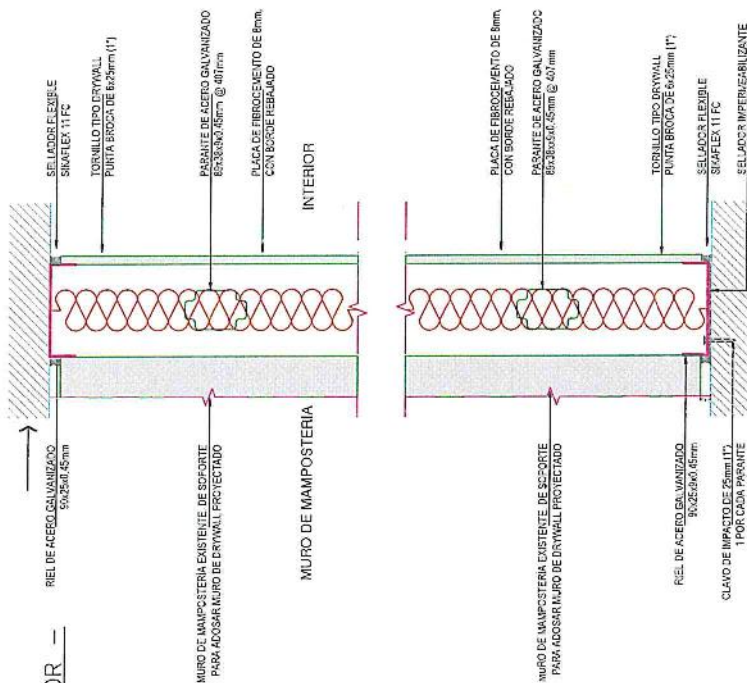 SELLADOR FLEXIBLE
SIKAFLEX 11 FC
TORNILLO TIPO DRYWALL
PUNTA BROCA DE 6x25mm (1")
PARANTE DE ACERO GALVANIZADO
89x38x9x0.45mm @ 407mm
PLACA DE FIBROCEMENTO DE 8mm,
CON BORDE REBAJADO
INTERIOR
PLACA DE FIBROCEMENTO DE 8mm,
CON BORDE REBAJADO
PARANTE DE ACERO GALVANIZADO
89x38x9x0.45mm @ 407mm
TORNILLO TIPO DRYWALL
PUNTA BROCA DE 6x25mm (1")
SELLADOR FLEXIBLE
SIKAFLEX 11 FC
SELLADOR IMPERMEABILIZANTE
OR –
RIEL DE ACERO GALVANIZADO
90x25x0.45mm
MURO DE MAMPOSTERIA EXISTENTE DE SOPORTE
PARA ADOSAR MURO DE DRYWALL PROYECTADO
MURO DE MAMPOSTERIA
MURO DE MAMPOSTERIA EXISTENTE DE SOPORTE
PARA ADOSAR MURO DE DRYWALL PROYECTADO
RIEL DE ACERO GALVANIZADO
CLAVO DE IMPACTO DE 25mm (1")
1 POR CADA PARANTE